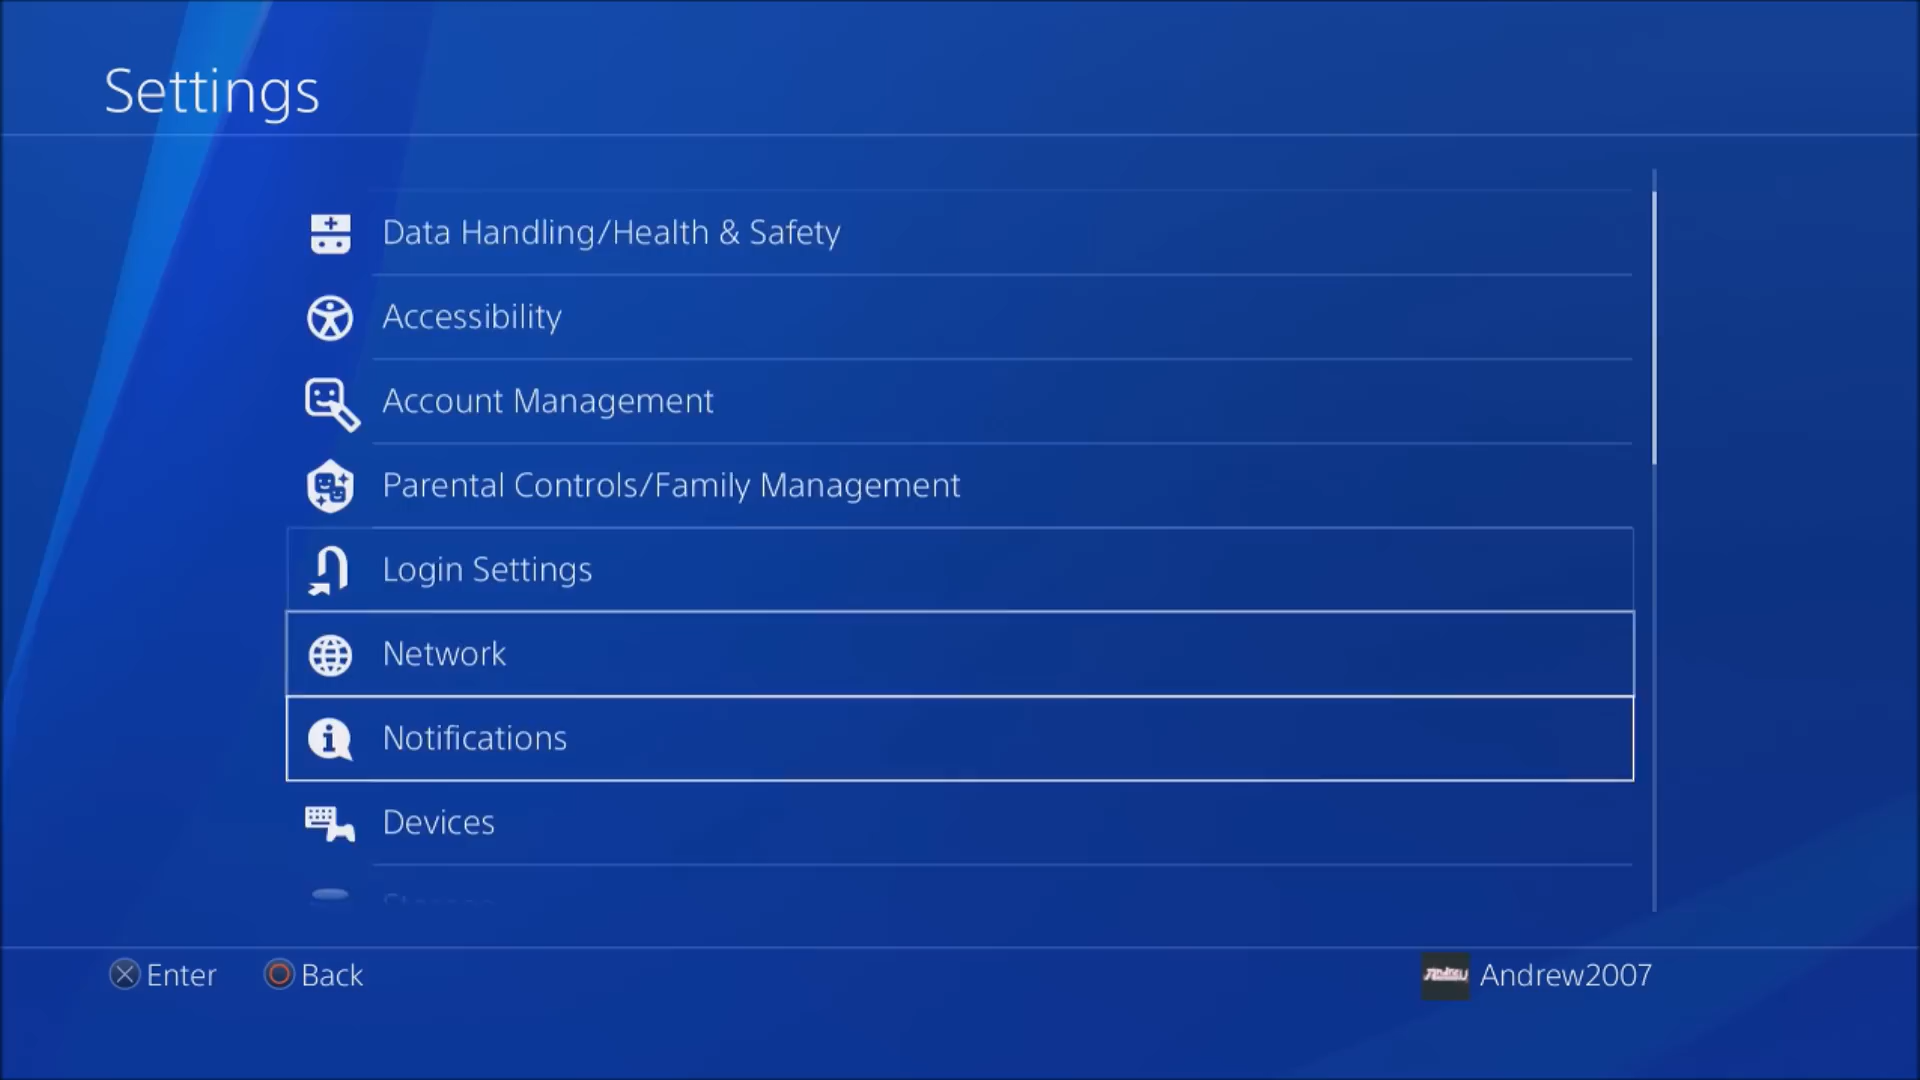 Settings
Data Handling/Health & Safety
Accessibility
Account Management
Parental Controls/Family Management
Login Settings
Network
Notifications
Devices
Enter
Back
Andrew2007